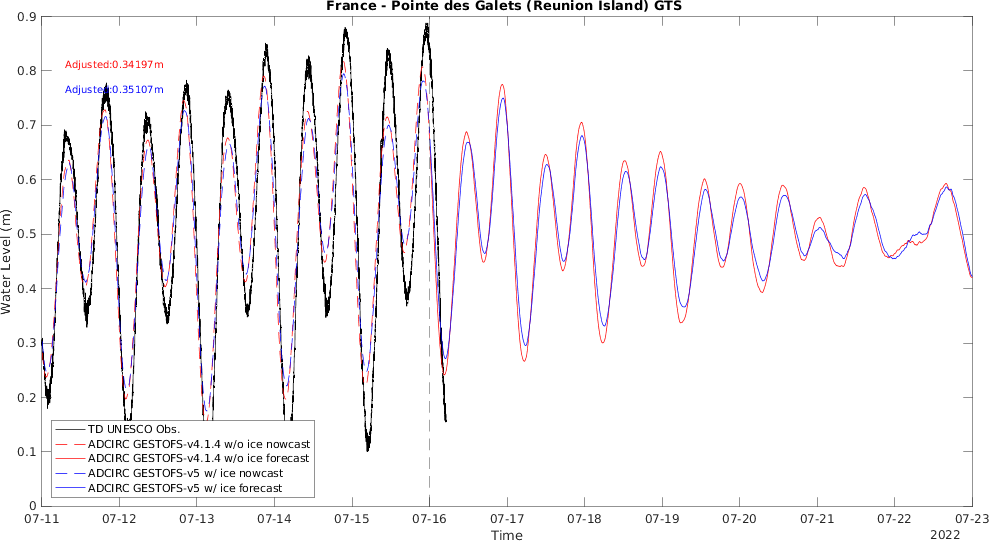 France - Pointe des Galets (Reunion Island) GTS
Adjusted:0.34197m
Adjusted:0.35107m
Water Level (m)
0.9
0.8
0.7
0.6
0.5
0.4
0.3
0.2
0.1
0
TD UNESCO Obs.
ADCIRC GESTOFS-v4.1.4 w/o ice nowcast
ADCIRC GESTOFS-v4.1.4 w/o ice forecast
ADCIRC GESTOFS-v5 w/ ice nowcast
ADCIRC GESTOFS-v5 w/ ice forecast
07-11 07-12 07-13 07-14 07-15 07-16 07-17 07-18 07-19 07-20 07-21 07-22 07-23
Time
2022